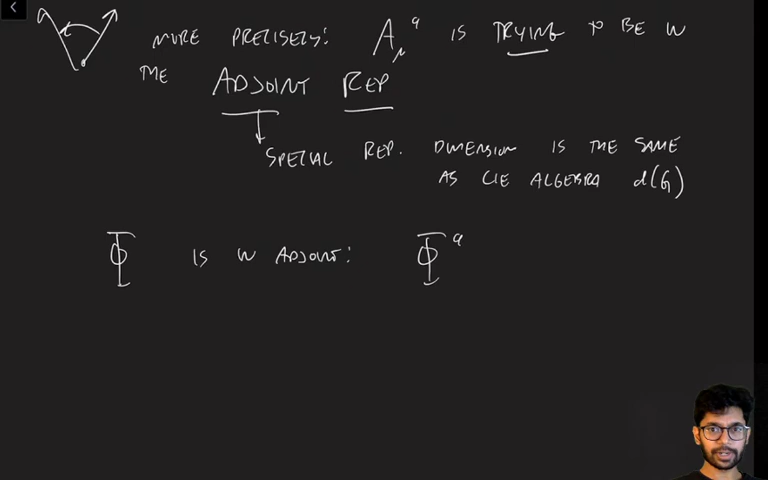 MORE PRECISELY: A_μ^a IS TRYING TO BE IN
THE ADJOINT REP
SPECIAL REP. DIMENSION IS THE SAME
AS LIE ALGEBRA d(G)
Φ IS IN ADJOINT: Φ^a